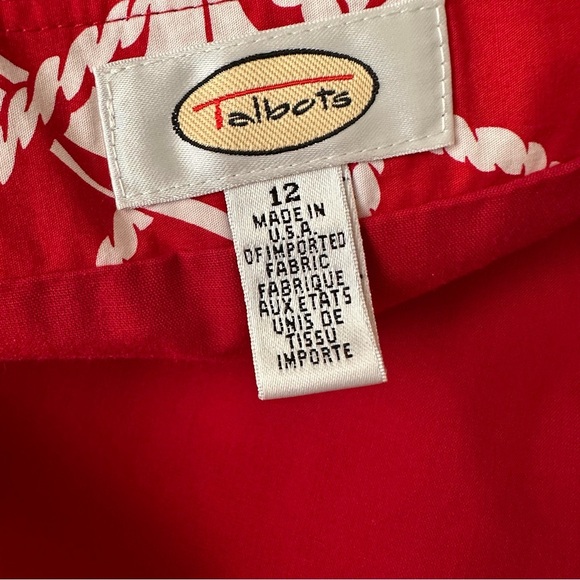 Talbots
12
MADE IN
U.S.A.
OF IMPORTED
FABRIC
FABRIQUE
AUX ETATS
UNIS DE
TISSU
IMPORTE